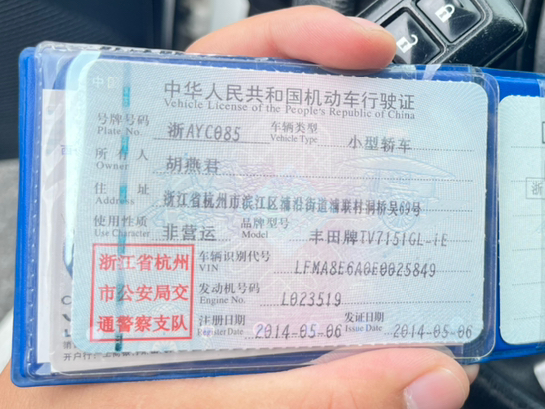 中华人民共和国机动车行驶证
Vehicle License of the People's Republic of China
号牌号码 浙AYC085 车辆类型 小型轿车
Plate No. Vehicle Type
所有人 胡燕君
Owner
住址 浙江省杭州市滨江区浦沿街道浦联村洞桥吴69号
Address
使用性质 非营运 品牌型号 丰田牌TV7151GL-iE
Use Character Model
浙江省杭州
市公安局交
通警察支队
车辆识别代号 LFMA8E6A0E0025849
VIN
发动机号码 L023519
Engine No.
注册日期 2014-05-06 发证日期 2014-05-06
Register Date Issue Date